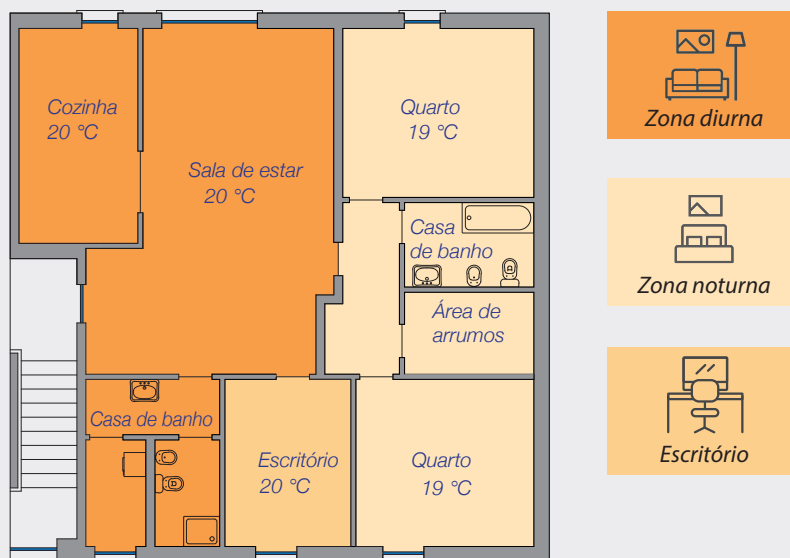 Cozinha
20 °C
Sala de estar
20 °C
Quarto
19 °C
Casa
de banho
Área de
arrumos
Casa de banho
Escritório
20 °C
Quarto
19 °C
Zona diurna
Zona noturna
Escritório